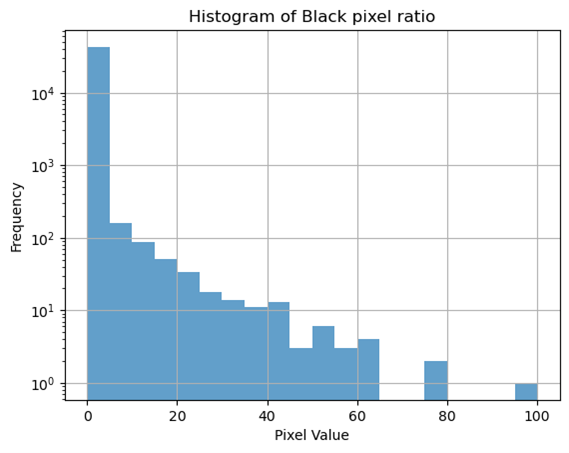 Histogram of Black pixel ratio
Frequency
10⁴
10³
10²
10¹
10⁰
0 20 40 60 80 100
Pixel Value